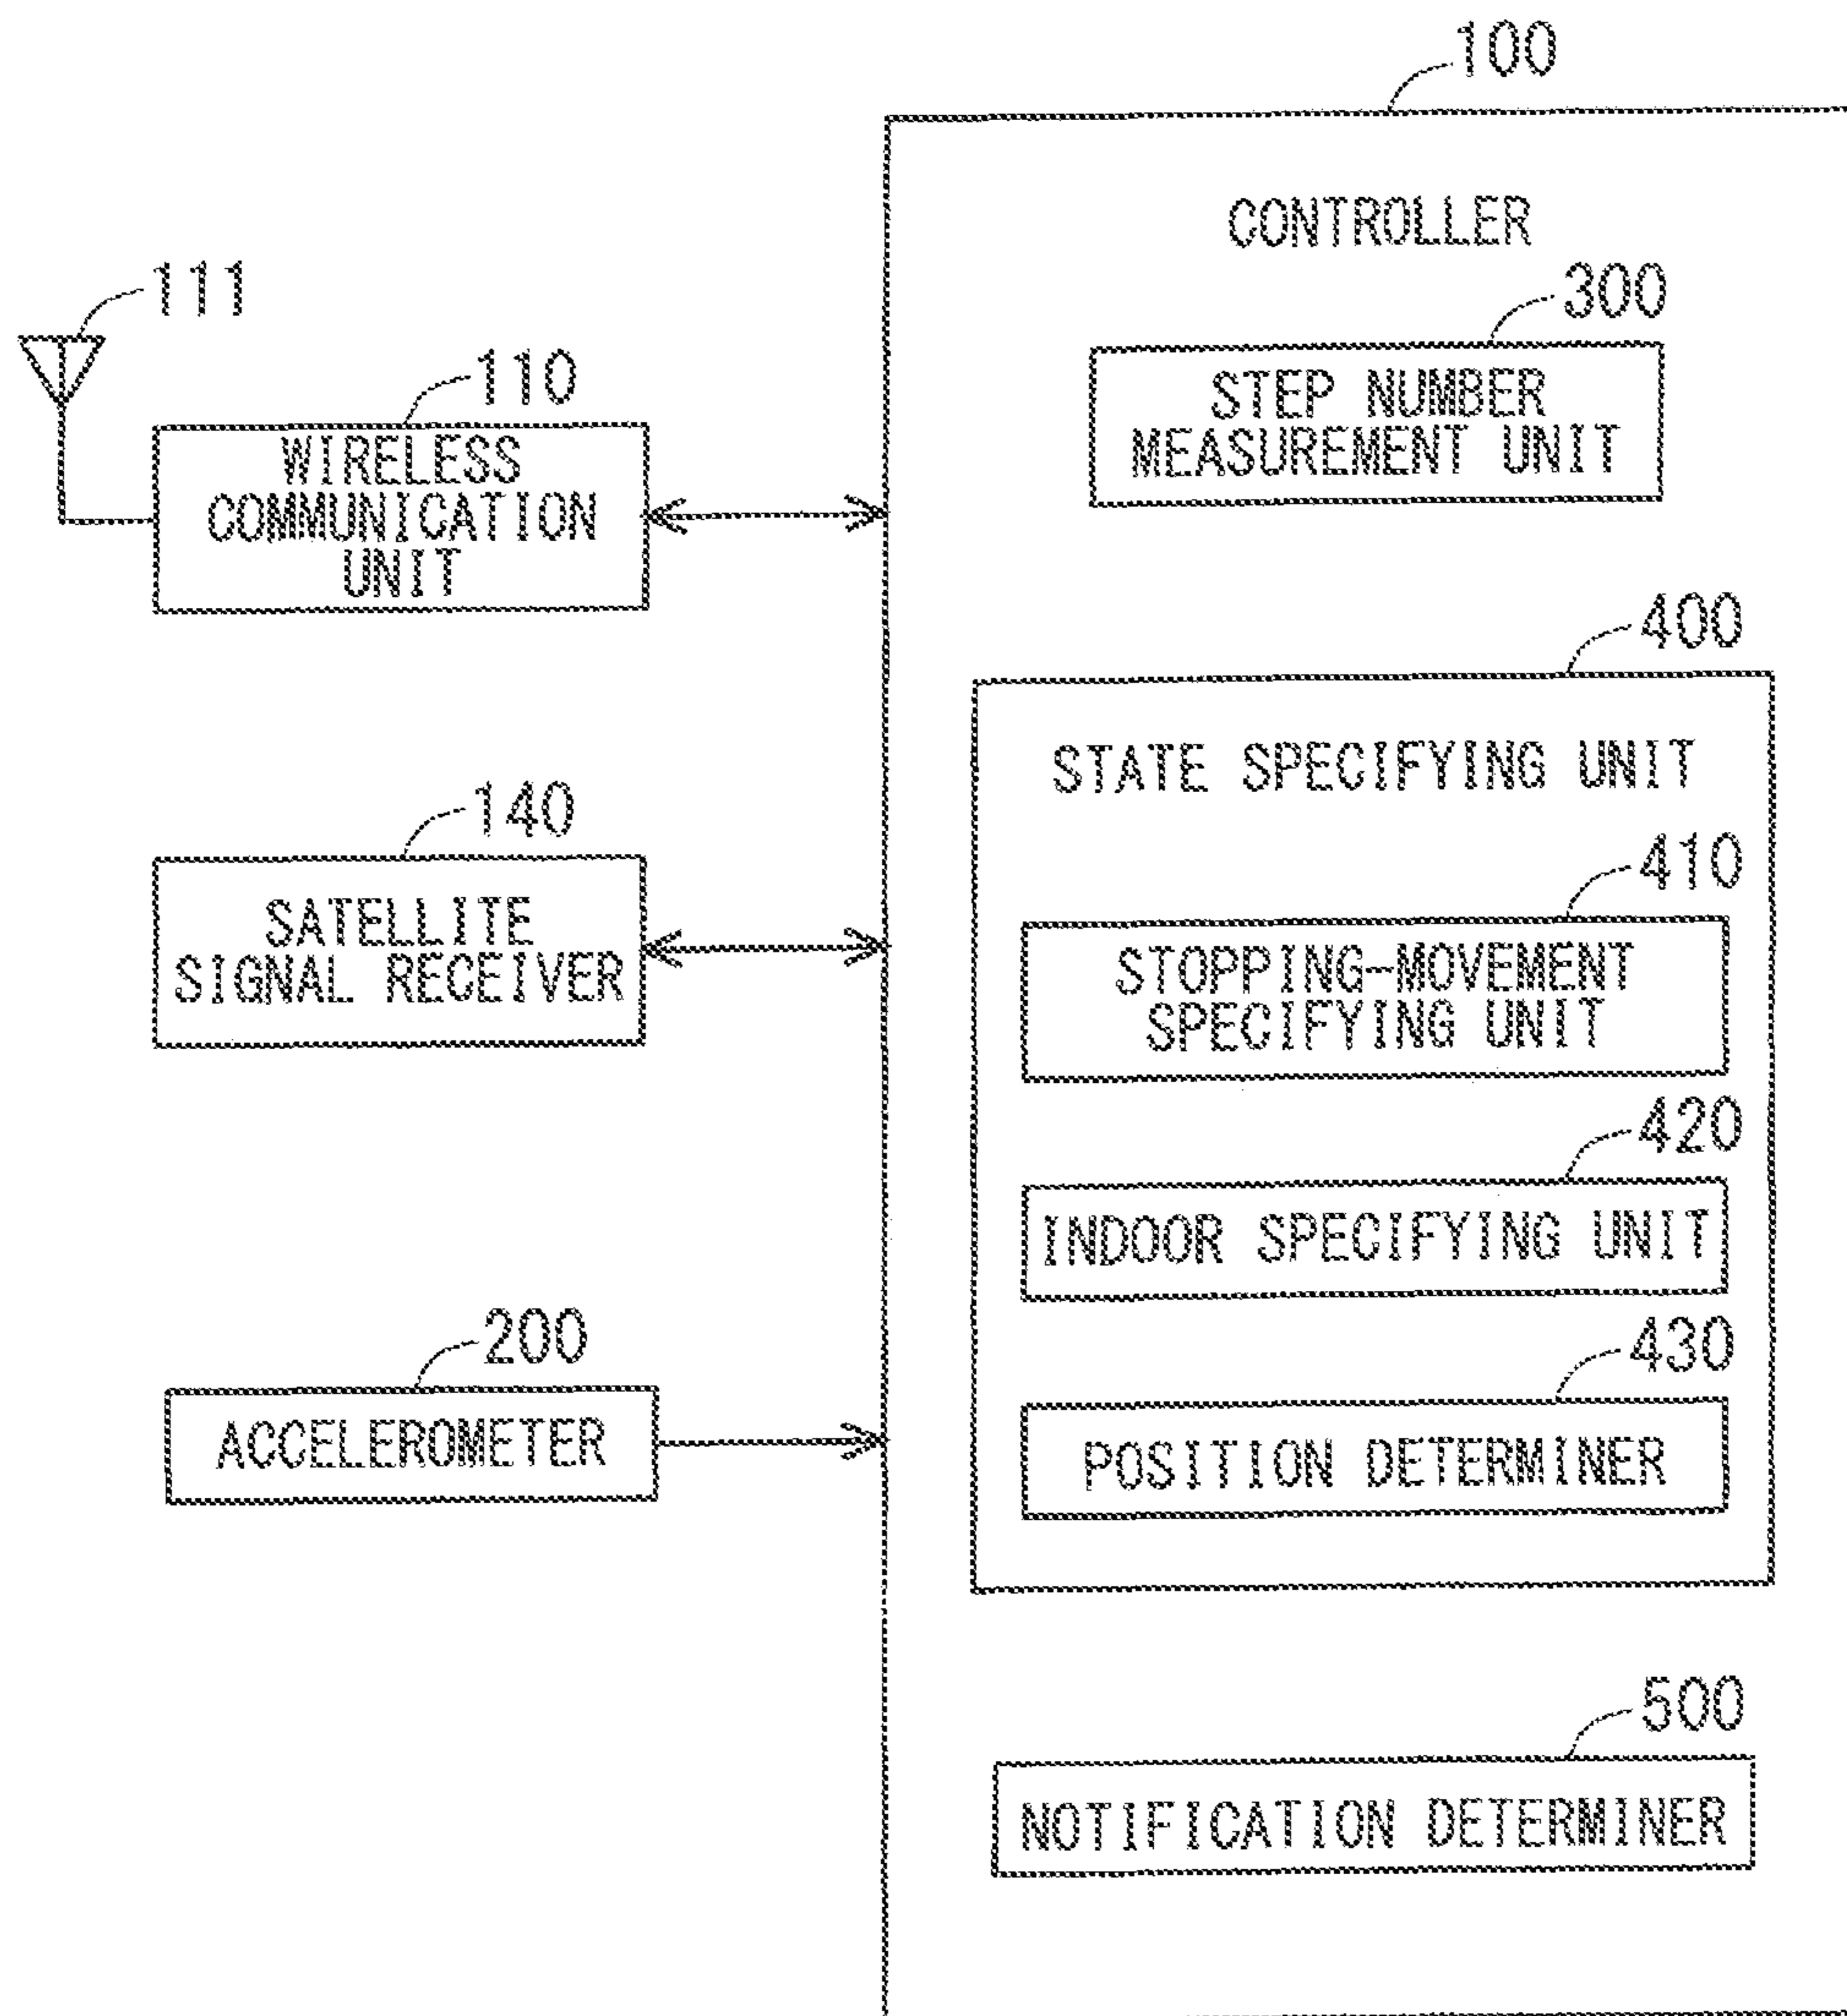 100
CONTROLLER
111
300
STEP NUMBER
MEASUREMENT UNIT
110
WIRELESS
COMMUNICATION
UNIT
400
STATE SPECIFYING UNIT
140
SATELLITE
SIGNAL RECEIVER
410
STOPPING-MOVEMENT
SPECIFYING UNIT
420
INDOOR SPECIFYING UNIT
200
ACCELEROMETER
430
POSITION DETERMINER
500
NOTIFICATION DETERMINER